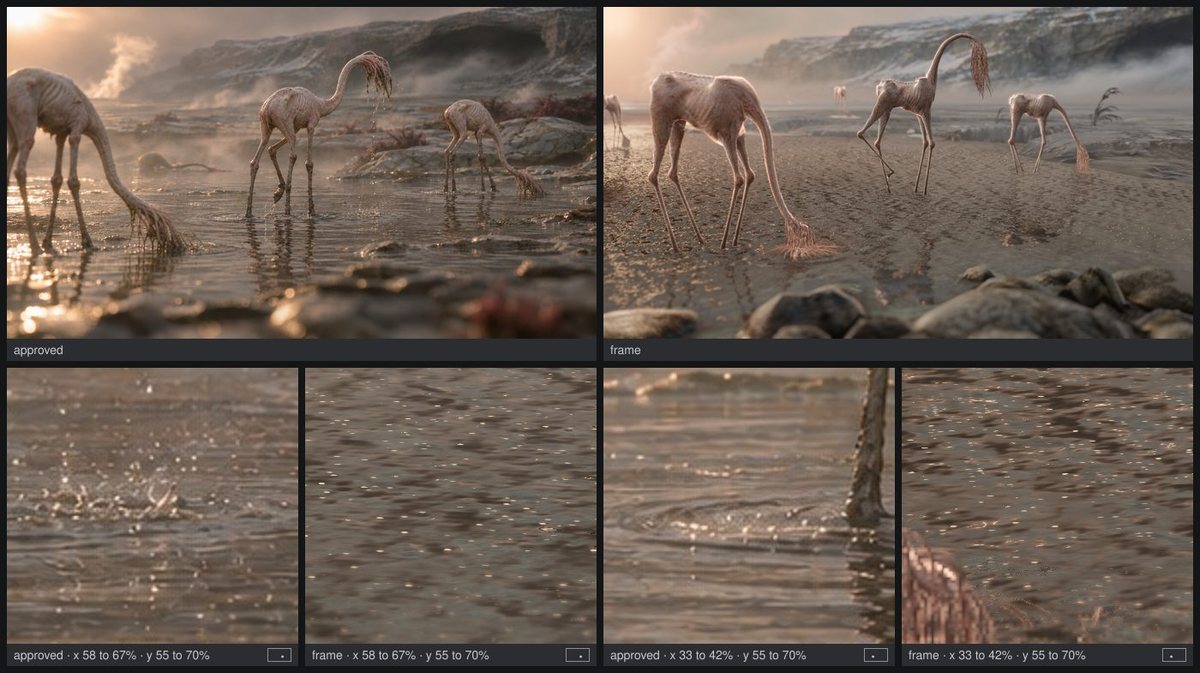 approved
frame
approved · x 58 to 67% · y 55 to 70%
frame · x 58 to 67% · y 55 to 70%
approved · x 33 to 42% · y 55 to 70%
frame · x 33 to 42% · y 55 to 70%